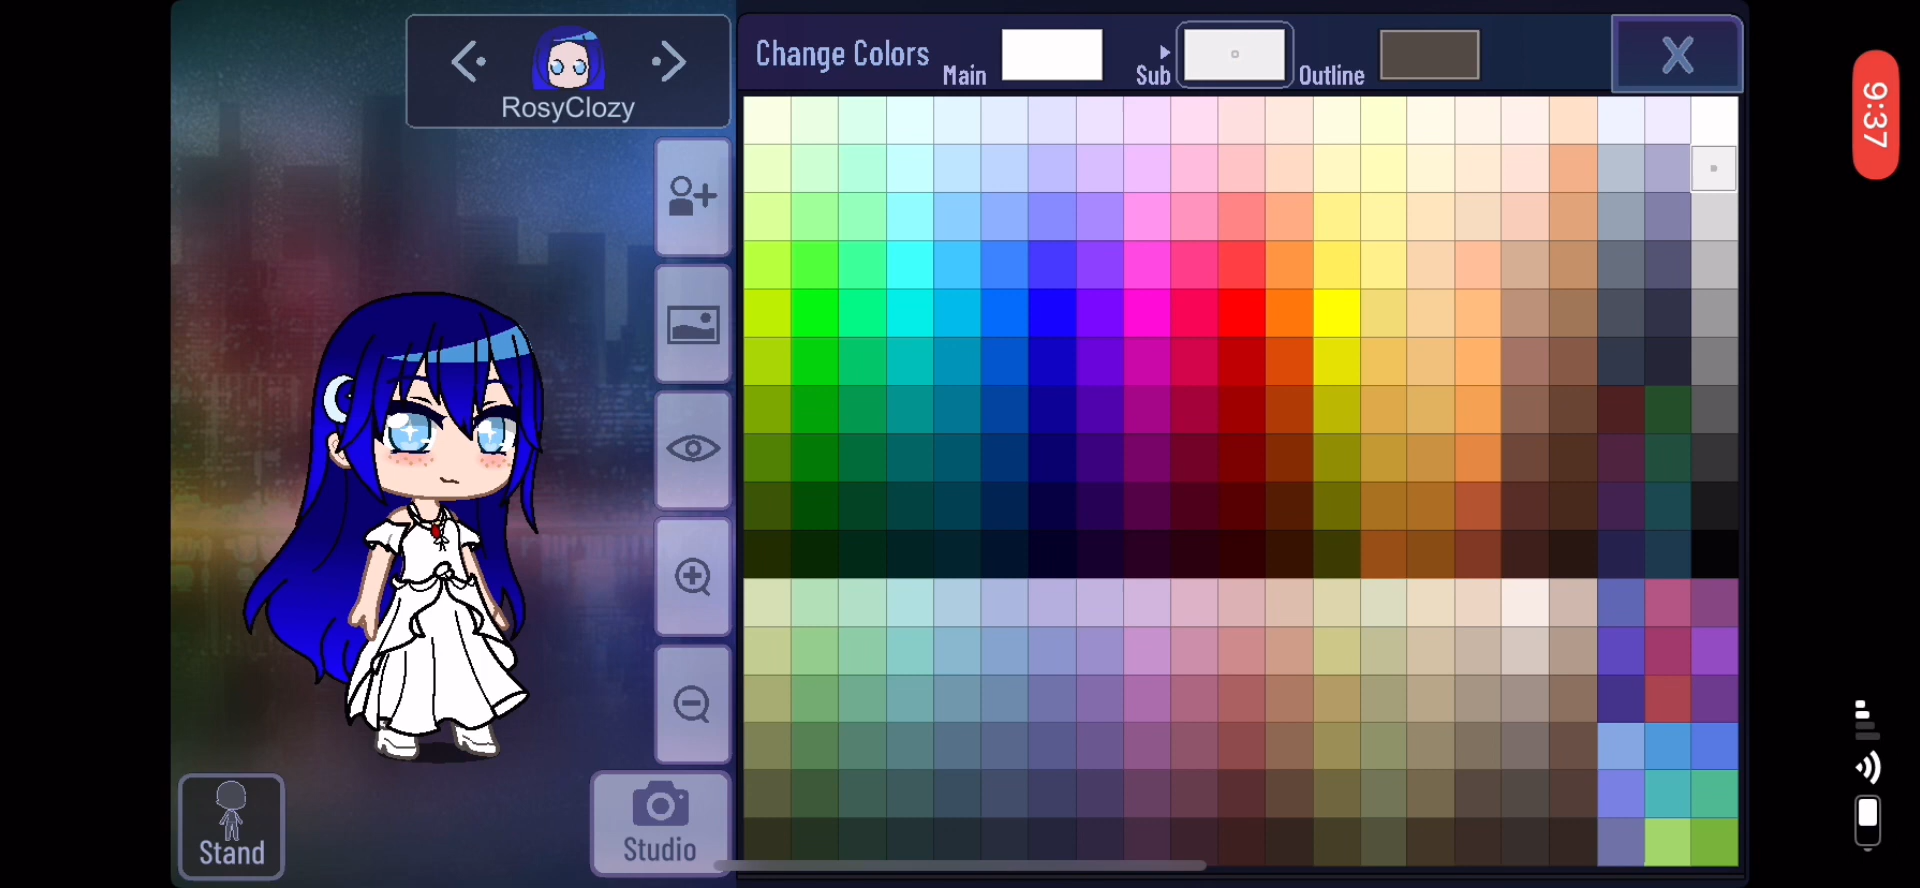 RosyClozy
Change Colors
Main
Sub
Outline
X
9:37
Stand
Studio